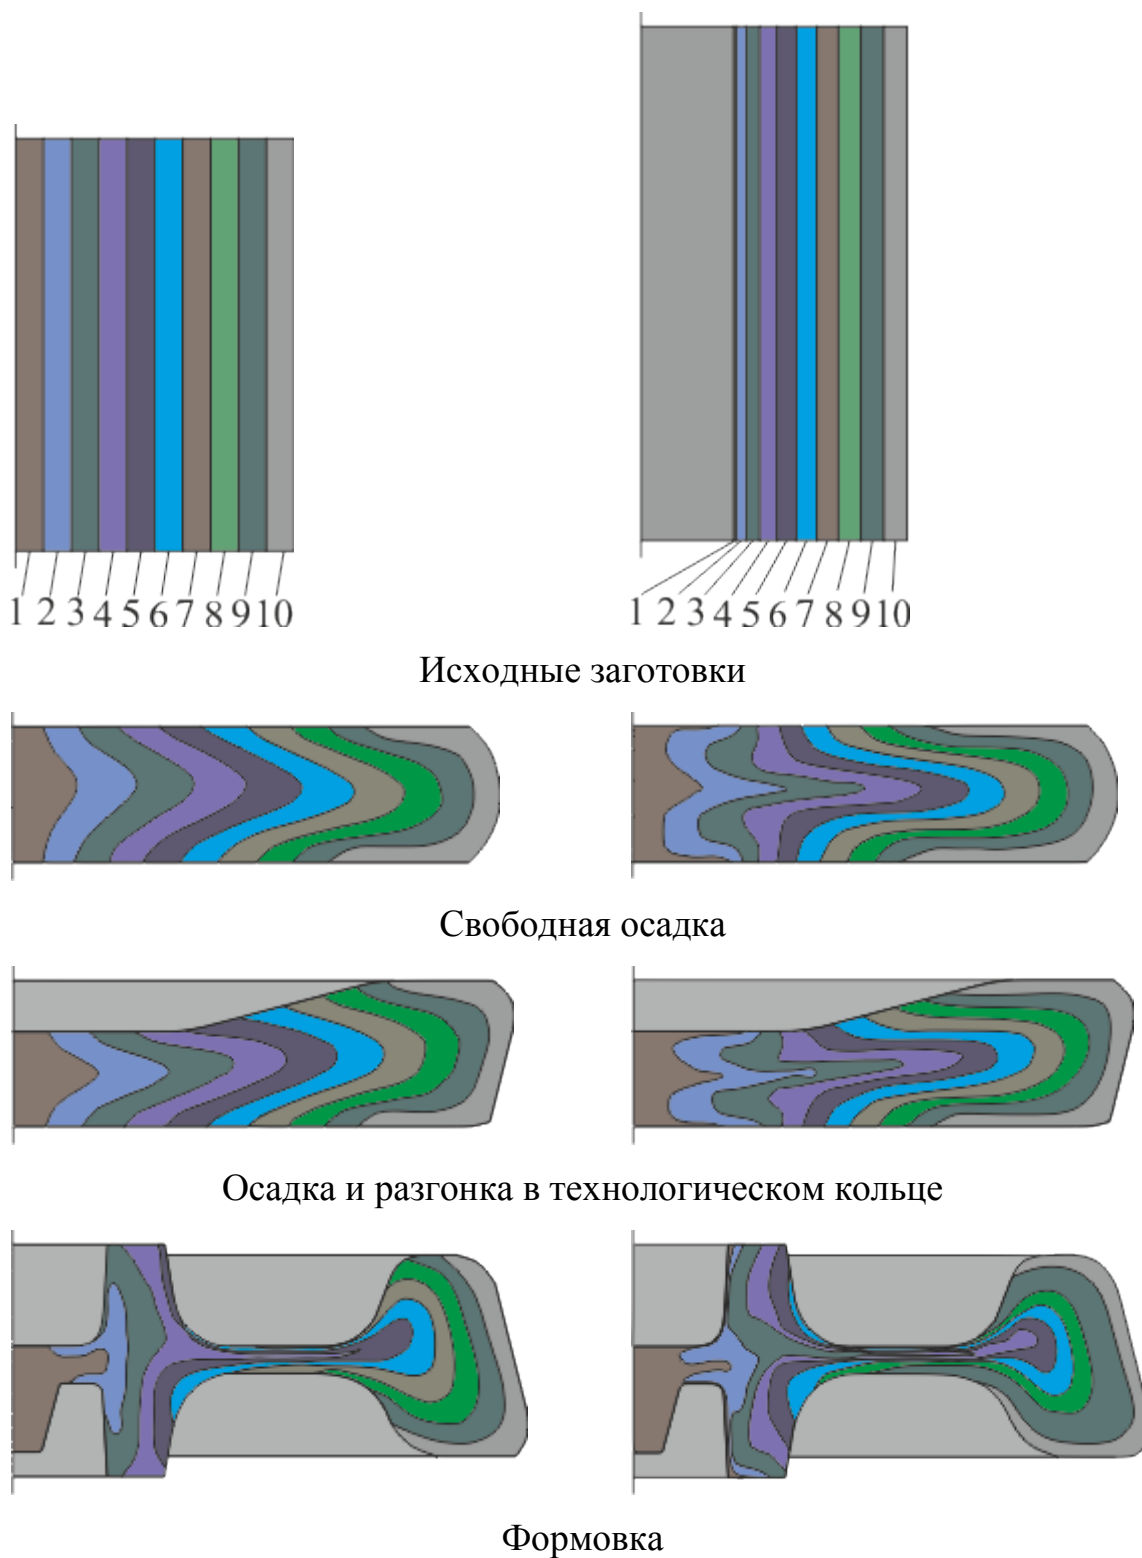 1 2 3 4 5 6 7 8 9 10
1 2 3 4 5 6 7 8 9 10
Исходные заготовки
Свободная осадка
Осадка и разгонка в технологическом кольце
Формовка